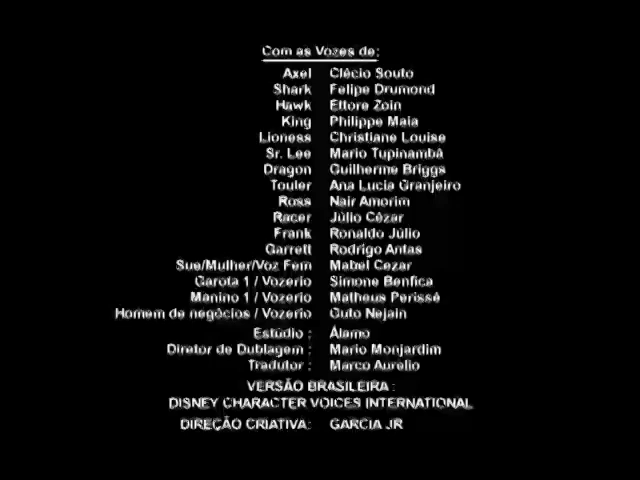 Com as Vozes de:
Axel Clécio Souto
Shark Felipe Drumond
Hawk Ettore Zoin
King Philippe Maia
Lioness Christiane Louise
Sr. Lee Mario Tupinambá
Dragon Guilherme Briggs
Touler Ana Lucia Granjeiro
Ross Nair Amorim
Racer Júlio Cézar
Frank Ronaldo Júlio
Garrett Rodrigo Antas
Sue/Mulher/Voz Fem Mabel Cezar
Garota 1 / Vozerio Simone Benfica
Manino 1 / Vozerio Matheus Perissé
Homem de negócios / Vozerio Guto Nejain
Estúdio : Álamo
Diretor de Dublagem : Mario Monjardim
Tradutor : Marco Aurelio
VERSÃO BRASILEIRA :
DISNEY CHARACTER VOICES INTERNATIONAL
DIREÇÃO CRIATIVA: GARCIA JR